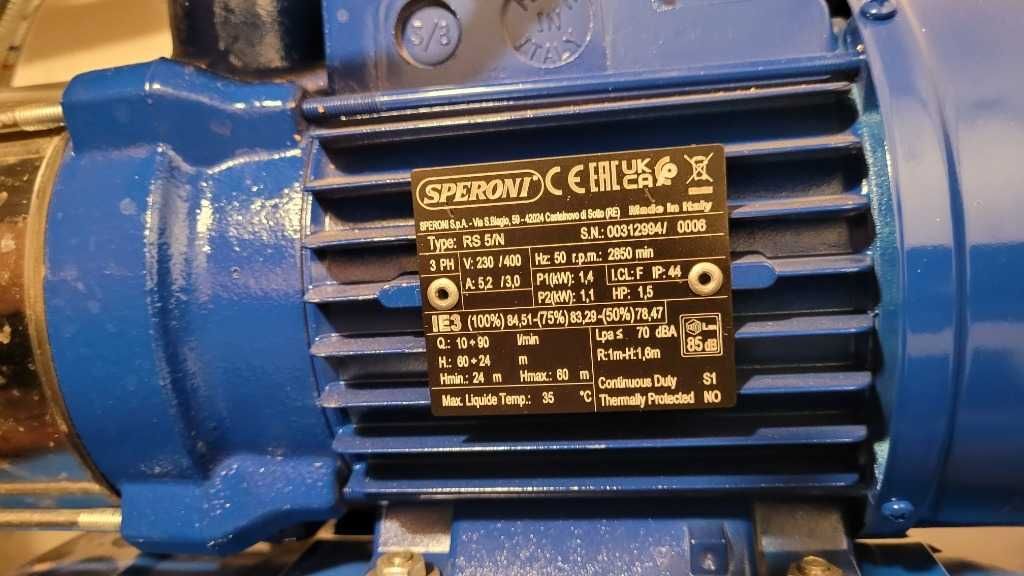 5/8
IN
ITALY
SPERONI CE EAC UK CA
SPERONI S.p.A. - Via S.Biagio, 59 - 42024 Castelnovo di Sotto (RE) Made in Italy
Type: RS 5/N S.N.: 00312994/ 0006
3 PH V: 230 /400 Hz: 50 r.p.m.: 2850 min
A: 5,2 / 3,0 P1(kW): 1,4 I.CL: F IP: 44
P2(kW): 1,1 HP: 1,5
IE3 (100%) 84,51-(75%) 83,29-(50%) 78,47
Q.: 10÷90 l/min Lpa≤ 70 dBA
H.: 60÷24 m R:1m-H:1,6m 85 dB
Hmin.: 24 m Hmax.: 60 m
Continuous Duty S1
Max. Liquide Temp.: 35 °C Thermally Protected NO